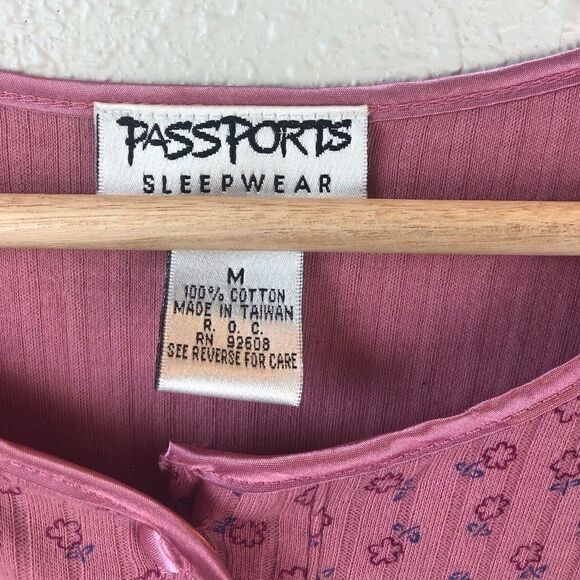 PASSPORTS
SLEEPWEAR
M
100% COTTON
MADE IN TAIWAN
R. O. C.
RN 92608
SEE REVERSE FOR CARE